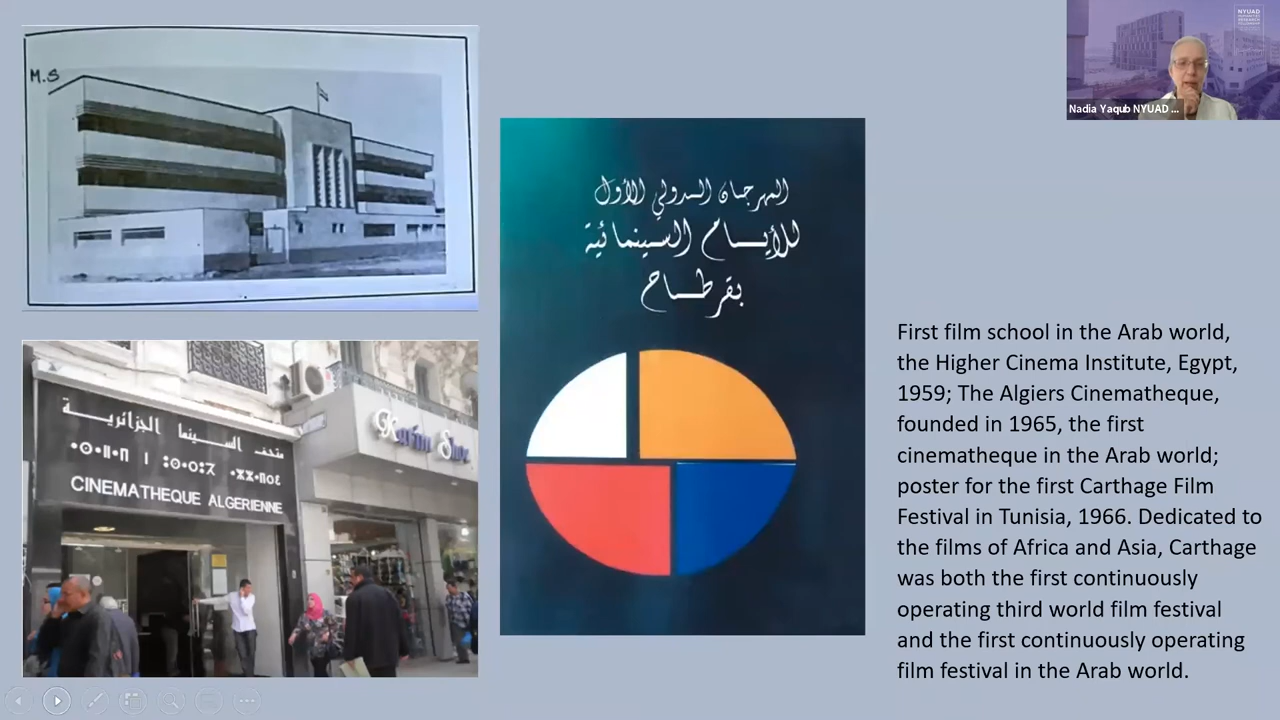 M.S
متحف السينما الجزائرية
CINEMATHEQUE ALGERIENNE
المهرجان الدولي الأول
للأيام السينمائية
بقرطاج
NYUAD
Nadia Yaqub NYUAD ...
First film school in the Arab world,
the Higher Cinema Institute, Egypt,
1959; The Algiers Cinematheque,
founded in 1965, the first
cinematheque in the Arab world;
poster for the first Carthage Film
Festival in Tunisia, 1966. Dedicated to
the films of Africa and Asia, Carthage
was both the first continuously
operating third world film festival
and the first continuously operating
film festival in the Arab world.